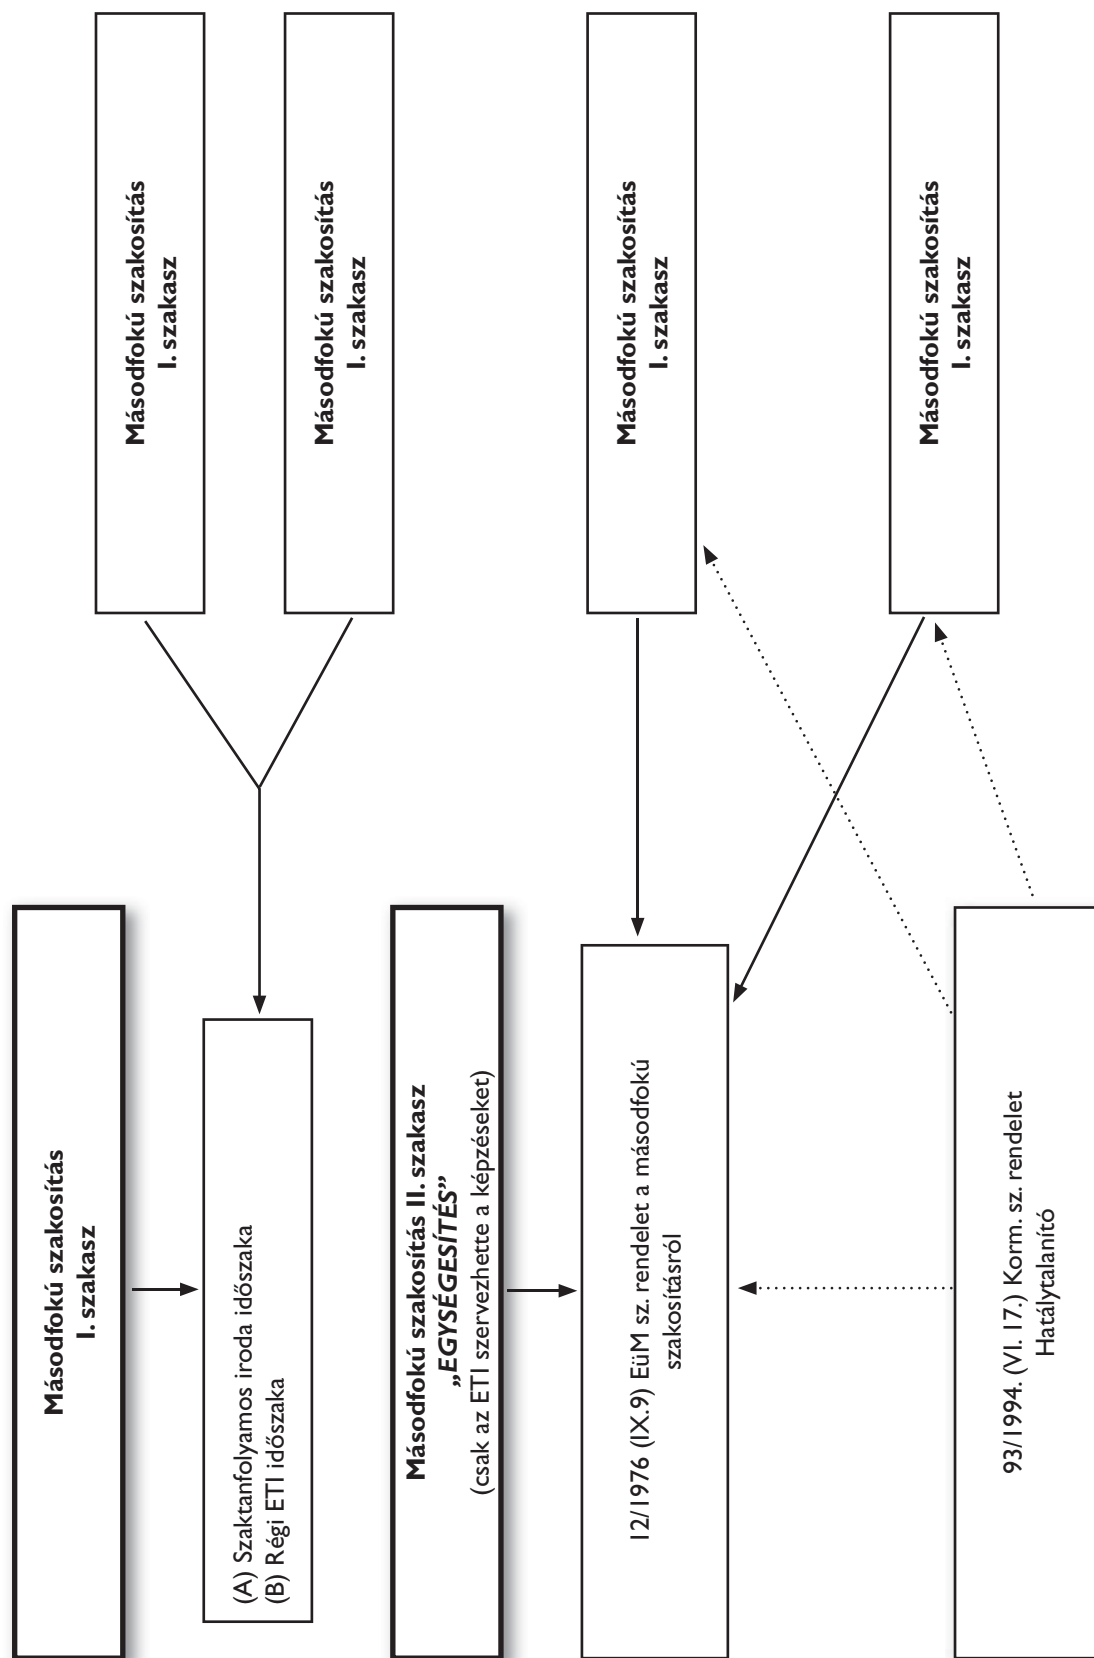 Másodfokú szakosítás
I. szakasz
(A) Szaktanfolyamos iroda időszaka
(B) Régi ETI időszaka
Másodfokú szakosítás II. szakasz
„EGYSÉGESÍTÉS”
(csak az ETI szervezhette a képzéseket)
12/1976 (IX.9) EüM sz. rendelet a másodfokú
szakosításról
93/1994. (VI. 17.) Korm. sz. rendelet
Hatálytalanító
Másodfokú szakosítás
I. szakasz
Másodfokú szakosítás
I. szakasz
Másodfokú szakosítás
I. szakasz
Másodfokú szakosítás
I. szakasz